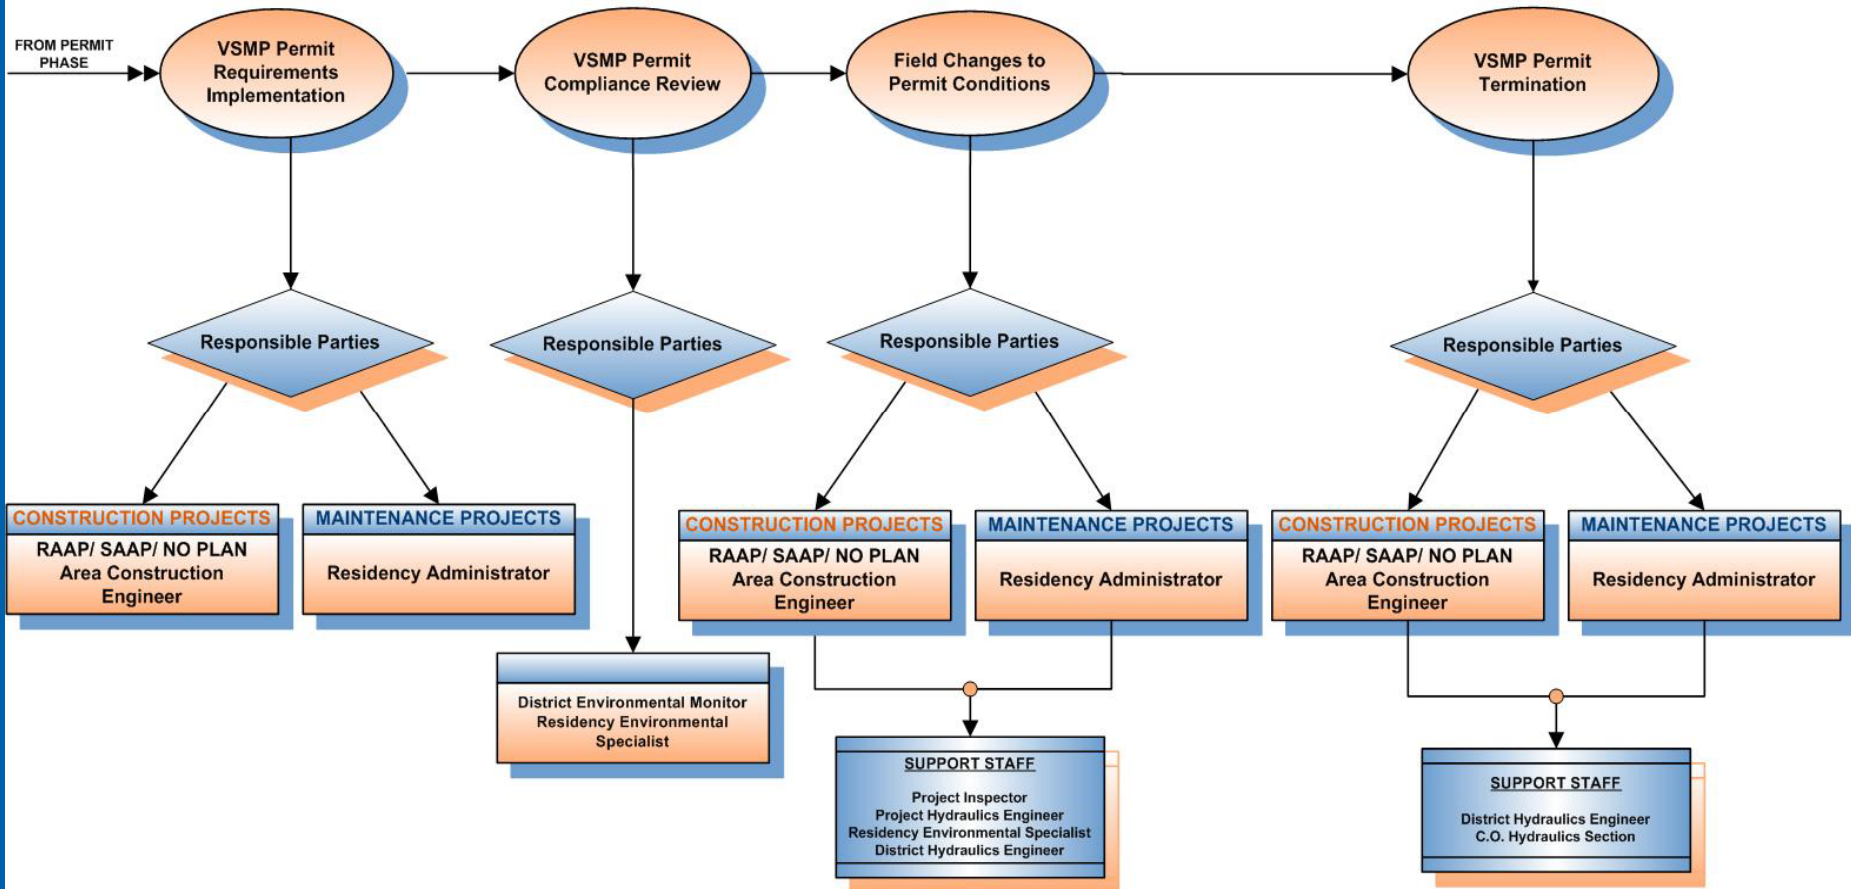 FROM PERMIT
PHASE
VSMP Permit
Requirements
Implementation
VSMP Permit
Compliance Review
Field Changes to
Permit Conditions
VSMP Permit
Termination
Responsible Parties
Responsible Parties
Responsible Parties
Responsible Parties
CONSTRUCTION PROJECTS
RAAP/ SAAP/ NO PLAN
Area Construction
Engineer
MAINTENANCE PROJECTS
Residency Administrator
District Environmental Monitor
Residency Environmental
Specialist
CONSTRUCTION PROJECTS
RAAP/ SAAP/ NO PLAN
Area Construction
Engineer
MAINTENANCE PROJECTS
Residency Administrator
SUPPORT STAFF
Project Inspector
Project Hydraulics Engineer
Residency Environmental Specialist
District Hydraulics Engineer
CONSTRUCTION PROJECTS
RAAP/ SAAP/ NO PLAN
Area Construction
Engineer
MAINTENANCE PROJECTS
Residency Administrator
SUPPORT STAFF
District Hydraulics Engineer
C.O. Hydraulics Section